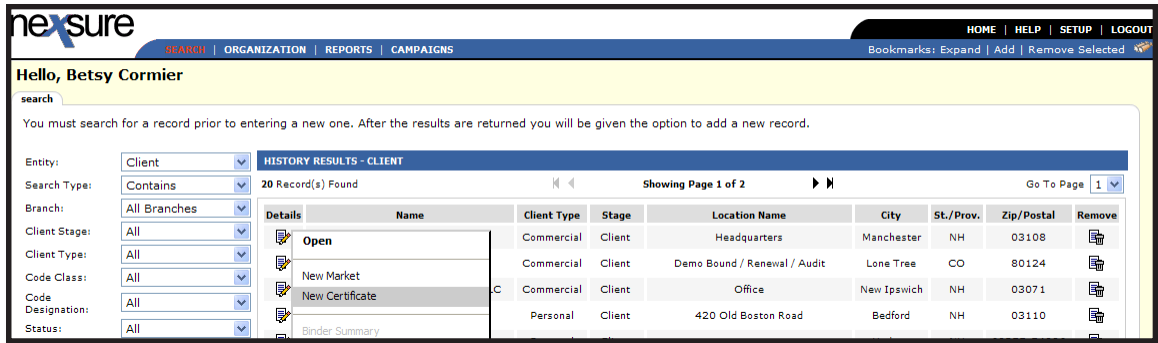 nexsure
HOME | HELP | SETUP | LOGOUT
SEARCH | ORGANIZATION | REPORTS | CAMPAIGNS
Bookmarks: Expand | Add | Remove Selected
Hello, Betsy Cormier
search
You must search for a record prior to entering a new one. After the results are returned you will be given the option to add a new record.
Entity: Client
HISTORY RESULTS - CLIENT
Search Type: Contains
20 Record(s) Found Showing Page 1 of 2 Go To Page 1
Branch: All Branches
Details Name Client Type Stage Location Name City St./Prov. Zip/Postal Remove
Client Stage: All
Open Commercial Client Headquarters Manchester NH 03108
Client Type: All
Commercial Client Demo Bound / Renewal / Audit Lone Tree CO 80124
Code Class: All
New Market
LC Commercial Client Office New Ipswich NH 03071
New Certificate
Code Designation: All
Personal Client 420 Old Boston Road Bedford NH 03110
Status: All
Binder Summary